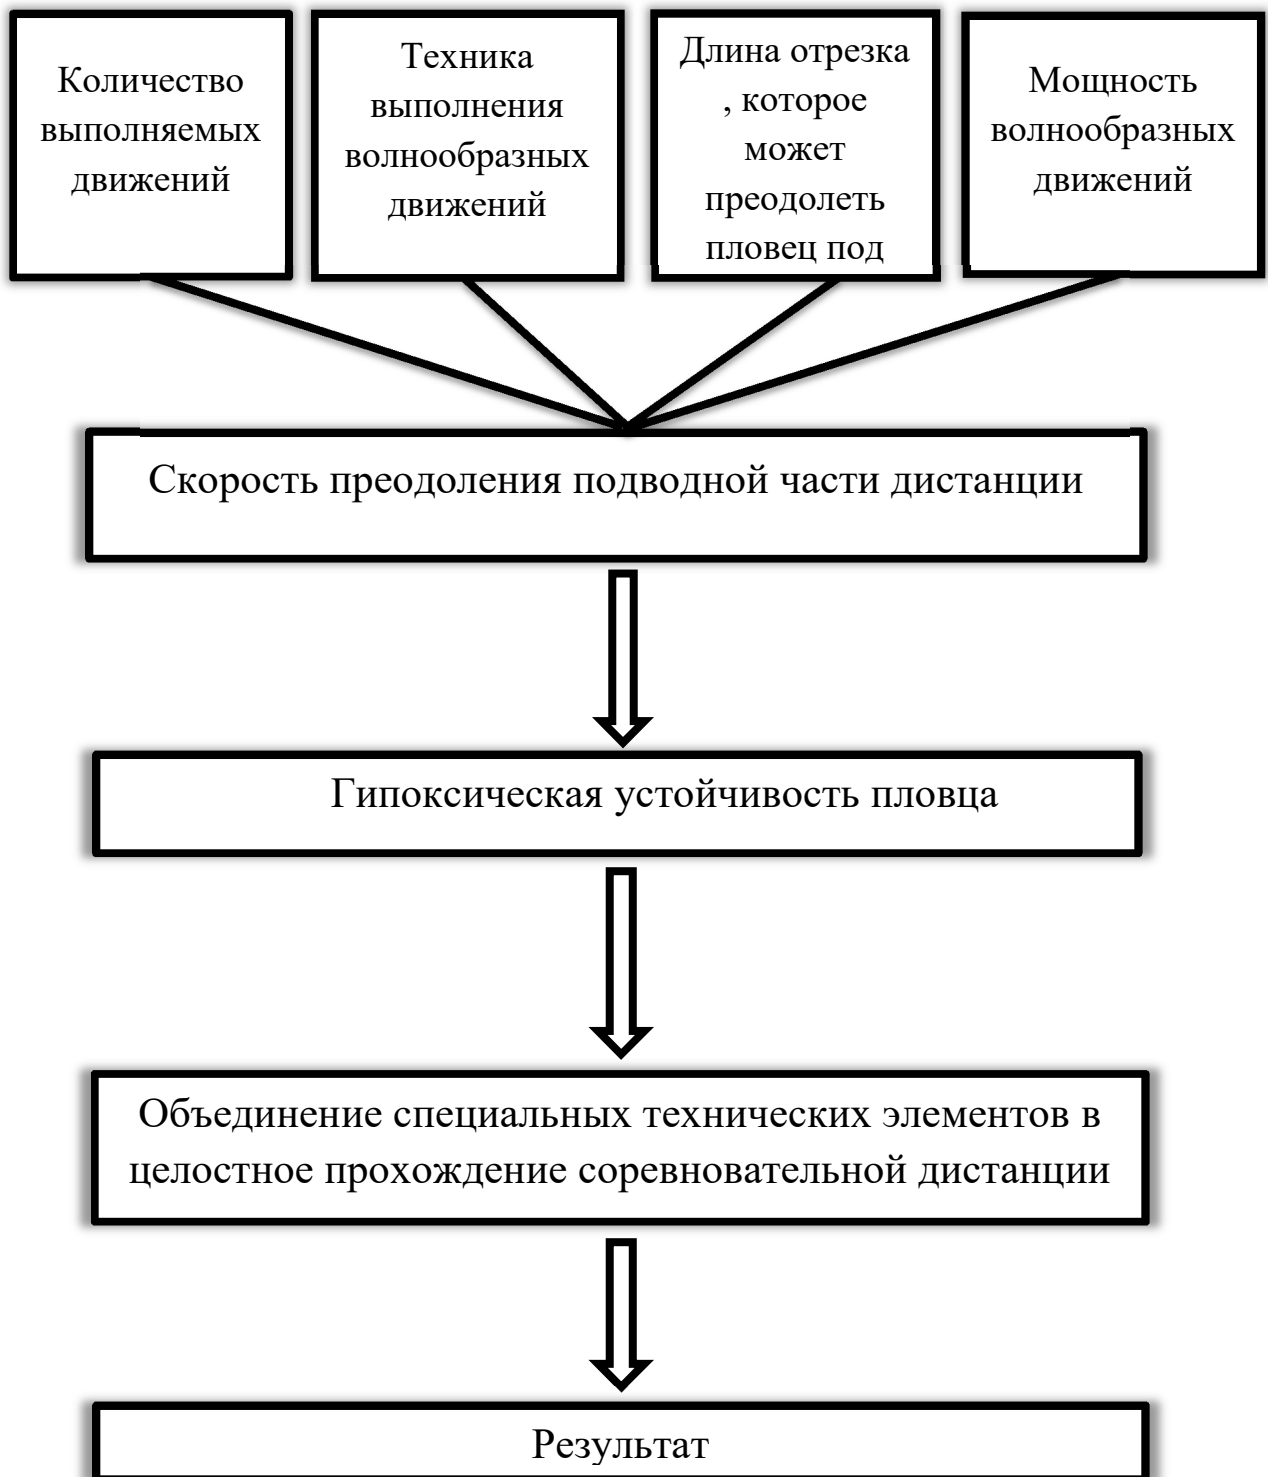 Количество
выполняемых
движений
Техника
выполнения
волнообразных
движений
Длина отрезка
, которое
может
преодолеть
пловец под
Мощность
волнообразных
движений
Скорость преодоления подводной части дистанции
Гипоксическая устойчивость пловца
Объединение специальных технических элементов в
целостное прохождение соревновательной дистанции
Результат